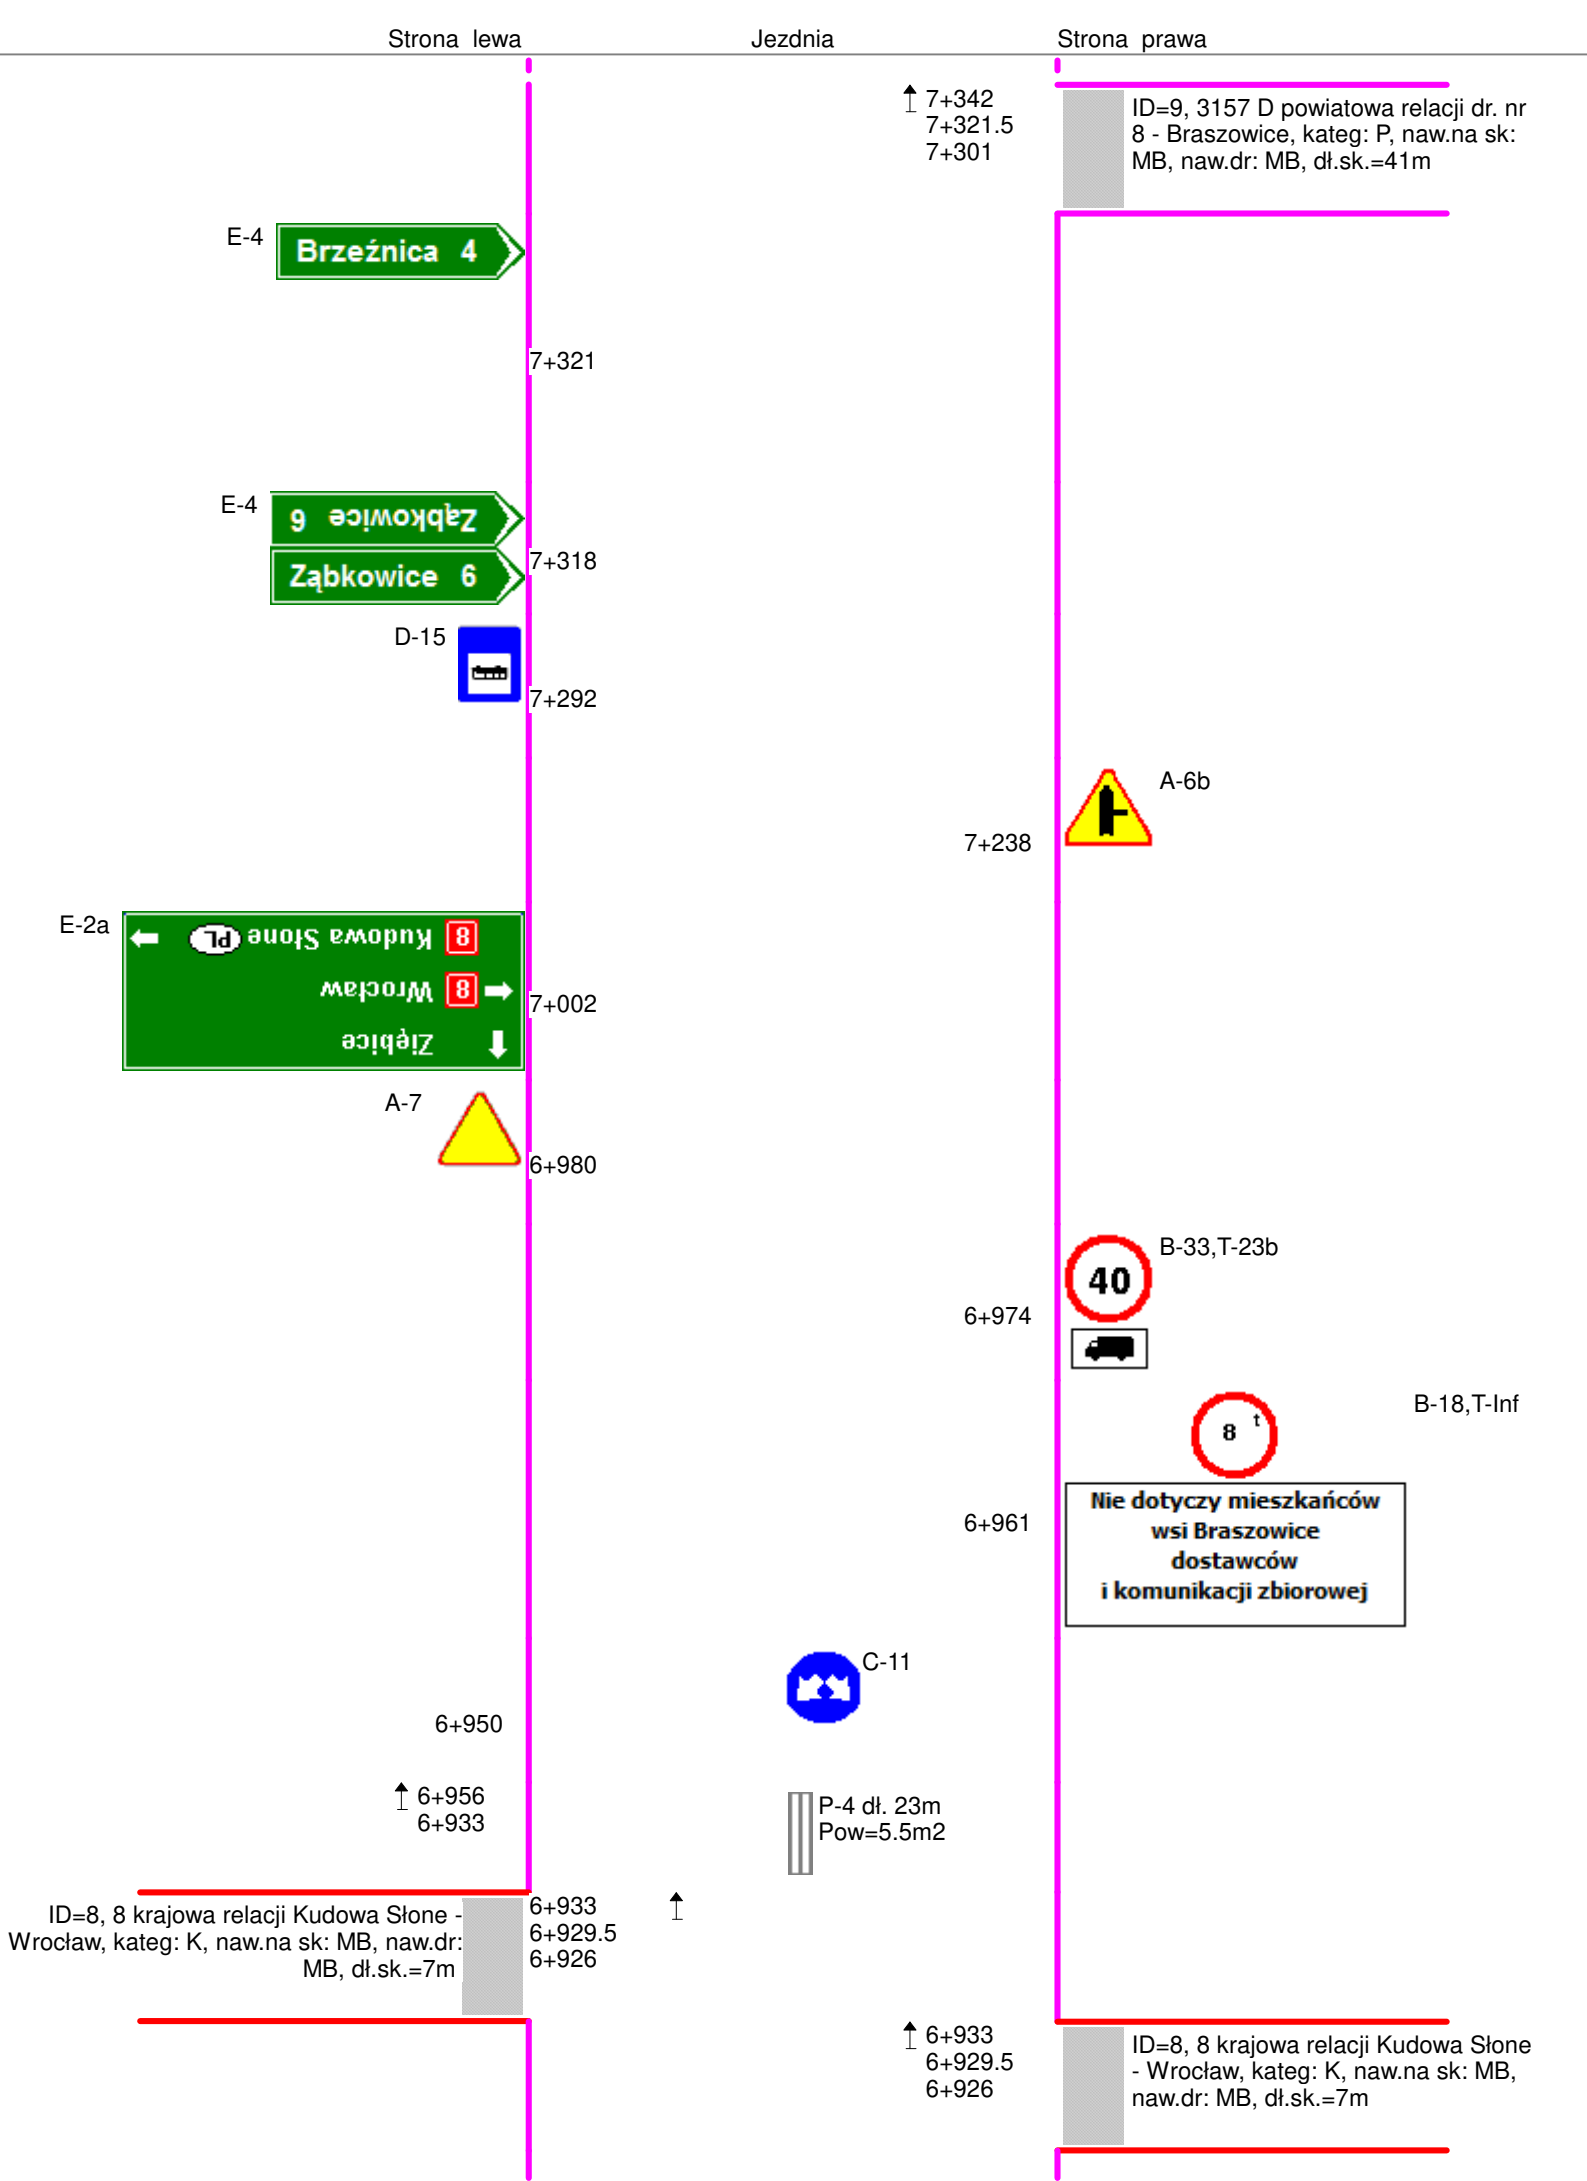 Strona lewa
Jezdnia
Strona prawa
7+342
7+321.5
7+301
ID=9, 3157 D powiatowa relacji dr. nr
8 - Braszowice, kateg: P, naw.na sk:
MB, naw.dr: MB, dł.sk.=41m
E-4
Brzeźnica 4
7+321
E-4
Ząbkowice 6
7+318
Ząbkowice 6
D-15
7+292
A-6b
7+238
E-2a
Kudowa Słone PL 8
Wrocław 8
7+002
Ziębice
A-7
6+980
B-33,T-23b
40
6+974
B-18,T-Inf
8 t
Nie dotyczy mieszkańców
wsi Braszowice
dostawców
i komunikacji zbiorowej
6+961
C-11
6+950
6+956
6+933
P-4 dł. 23m
Pow=5.5m2
ID=8, 8 krajowa relacji Kudowa Słone -
Wrocław, kateg: K, naw.na sk: MB, naw.dr:
MB, dł.sk.=7m
6+933
6+929.5
6+926
6+933
6+929.5
6+926
ID=8, 8 krajowa relacji Kudowa Słone
- Wrocław, kateg: K, naw.na sk: MB,
naw.dr: MB, dł.sk.=7m